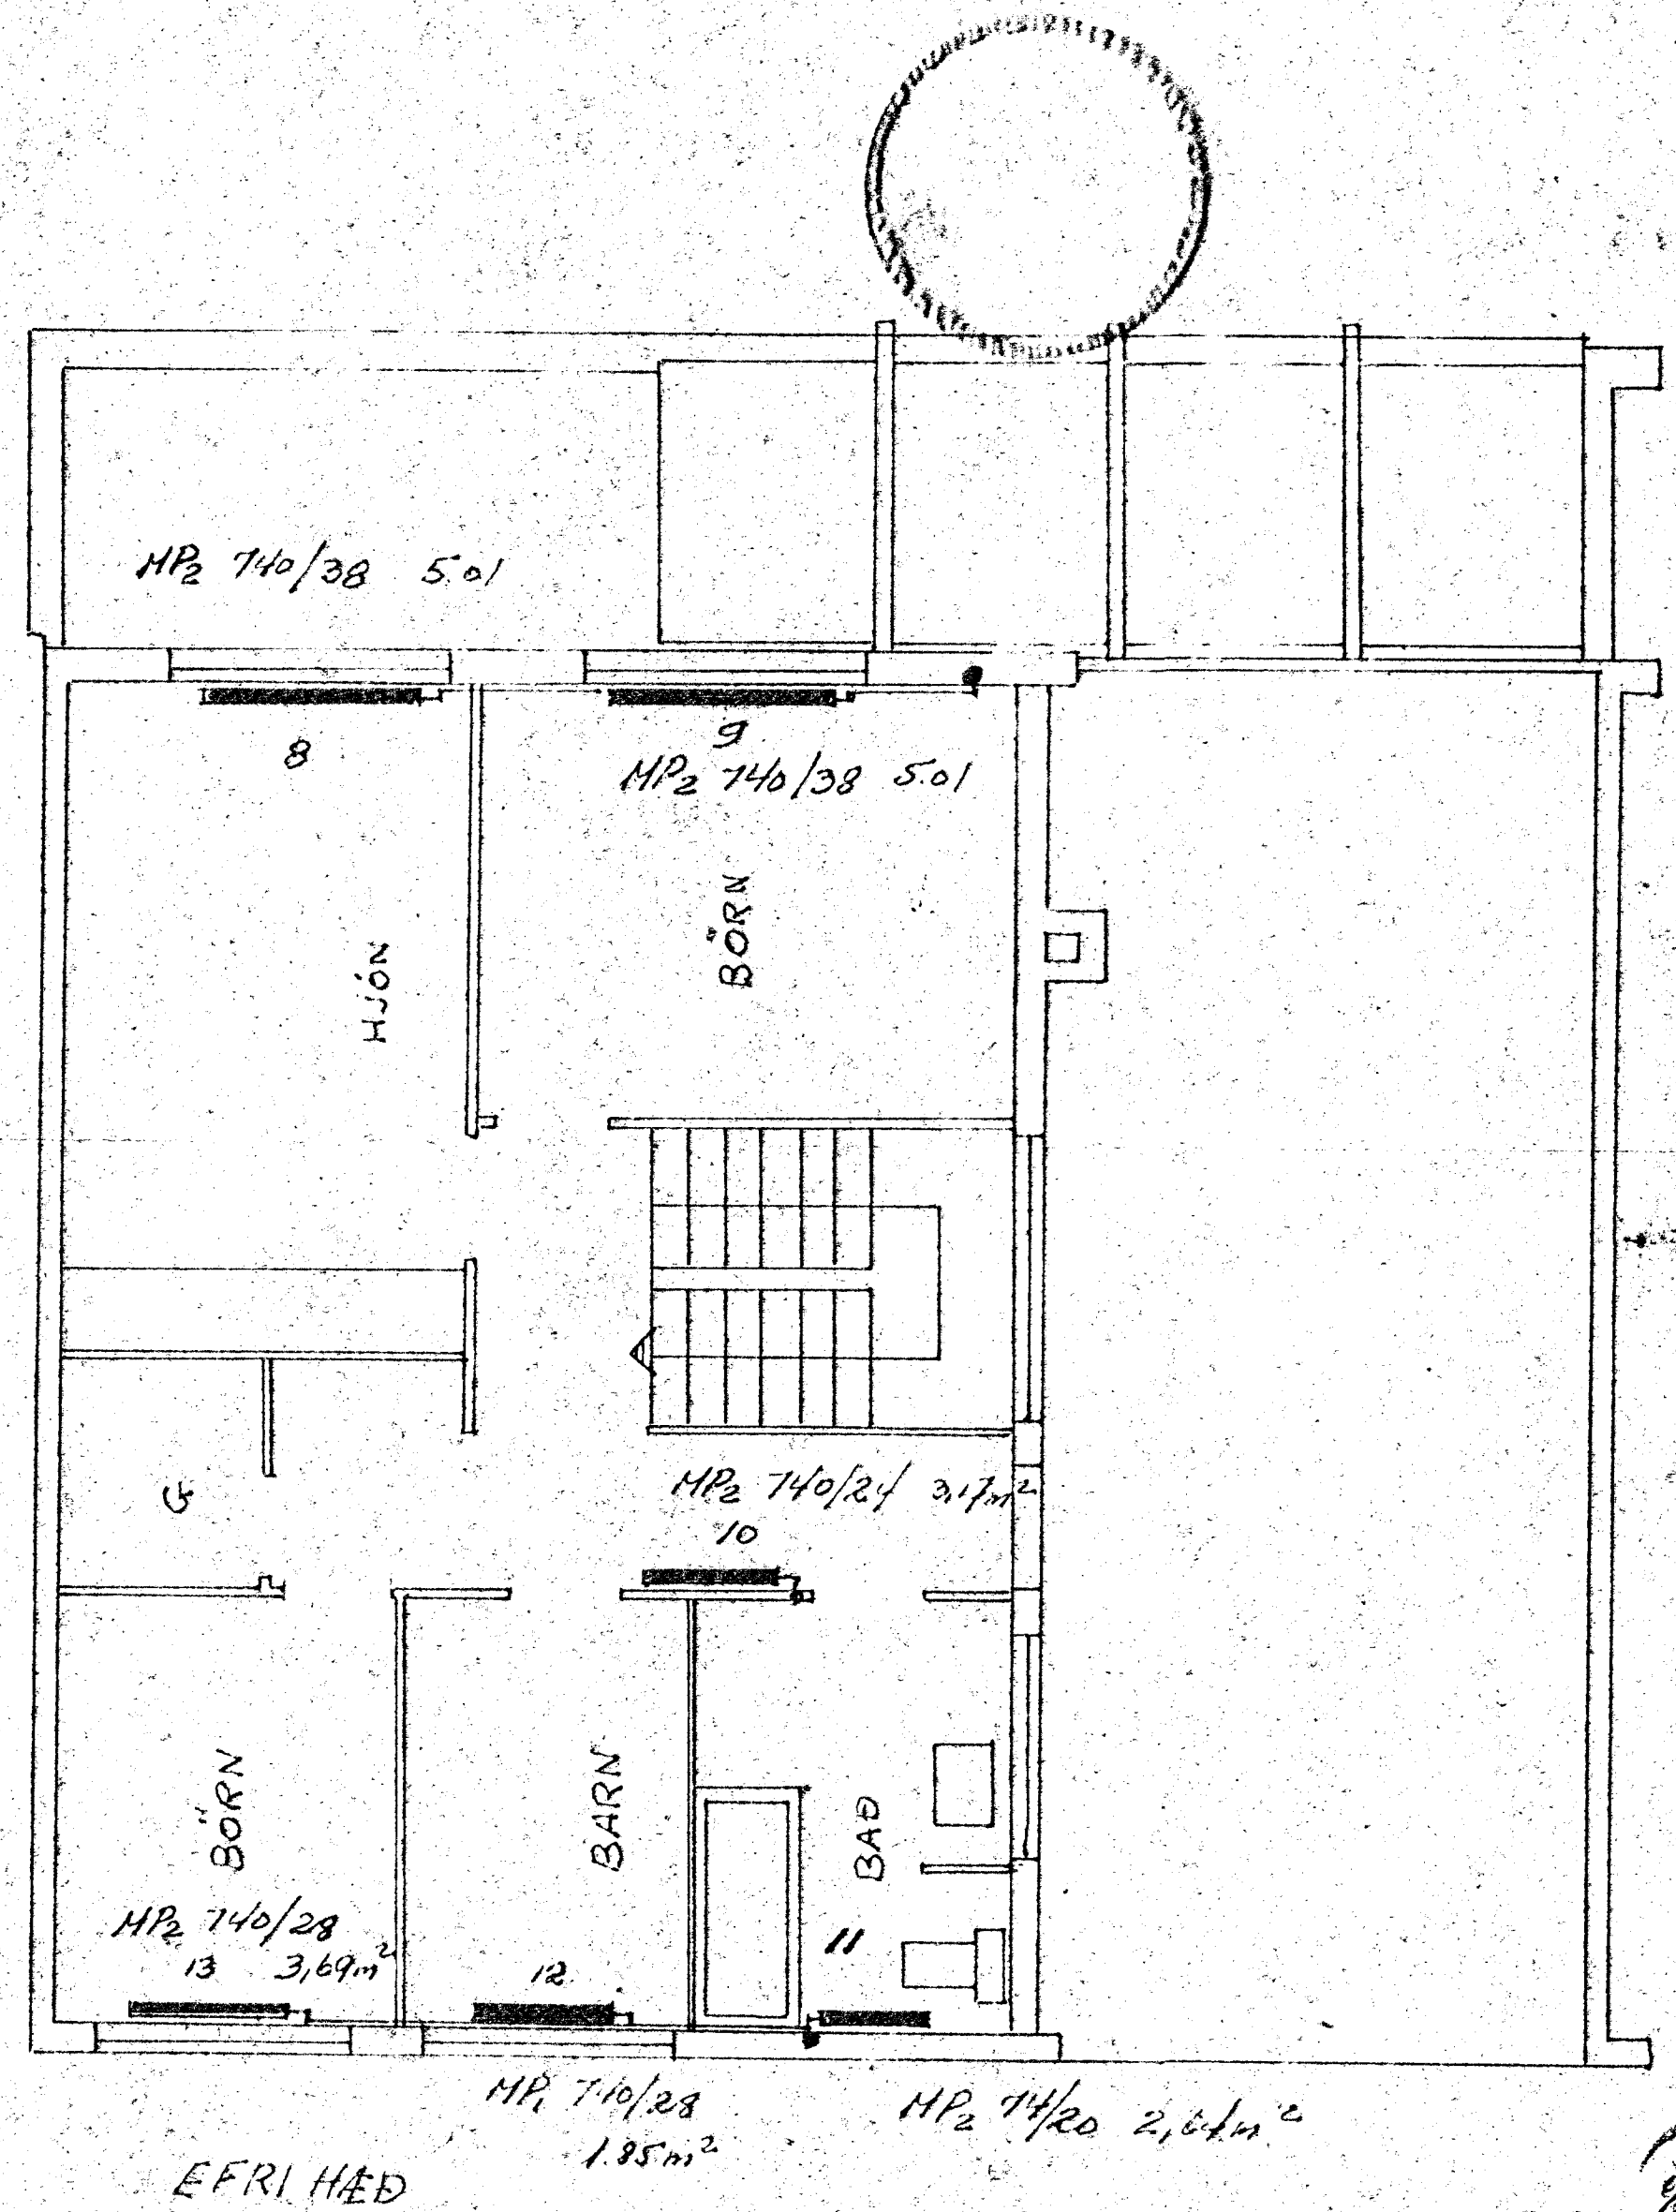 MP2 740/38 5.01
8
9
MP2 740/38 5.01
HJÓN
BÖRN
MP2 740/24 3,17m2
10
G
BÖRN
BARN
BAÐ
MP2 740/28
13 3,69m2
12
11
MP1 740/28
1.85m2
MP2 74/20 2,64m2
EFRI HÆÐ